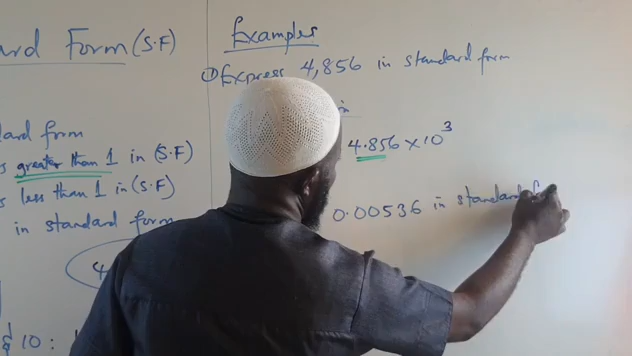 ard Form (S.F)
dard form
s greater than 1 in (S.F)
s less than 1 in (S.F)
in standard form
10 :
Examples
① Express 4,856 in standard form
in
4.856 × 10³
0.00536 in standard f